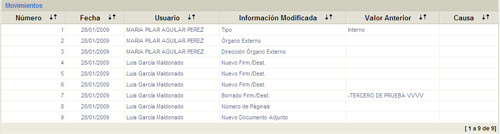 Movimientos
Número Fecha Usuario Información Modificada Valor Anterior Causa
1 28/01/2009 MARIA PILAR AGUILAR PEREZ Tipo Interno
2 28/01/2009 MARIA PILAR AGUILAR PEREZ Órgano Externo
3 28/01/2009 MARIA PILAR AGUILAR PEREZ Dirección Órgano Externo
4 28/01/2009 Luis García Maldonado Nuevo Firm./Dest.
5 28/01/2009 Luis García Maldonado Nuevo Firm./Dest.
6 28/01/2009 Luis García Maldonado Nuevo Firm./Dest.
7 28/01/2009 Luis García Maldonado Borrado Firm./Dest. -TERCERO DE PRUEBA VVVV
8 28/01/2009 Luis García Maldonado Número de Páginas
9 28/01/2009 Luis García Maldonado Nuevo Documento Adjunto
[ 1 a 9 de 9]